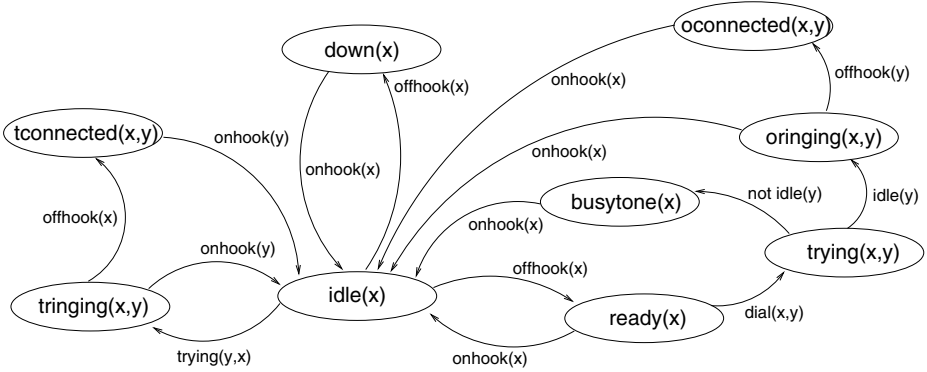 oconnected(x,y)
down(x)
onhook(x)
offhook(x)
offhook(y)
tconnected(x,y)
onhook(y)
oringing(x,y)
onhook(x)
onhook(x)
not idle(y)
idle(y)
busytone(x)
offhook(x)
onhook(x)
onhook(y)
trying(x,y)
offhook(x)
tringing(x,y)
idle(x)
ready(x)
dial(x,y)
trying(y,x)
onhook(x)